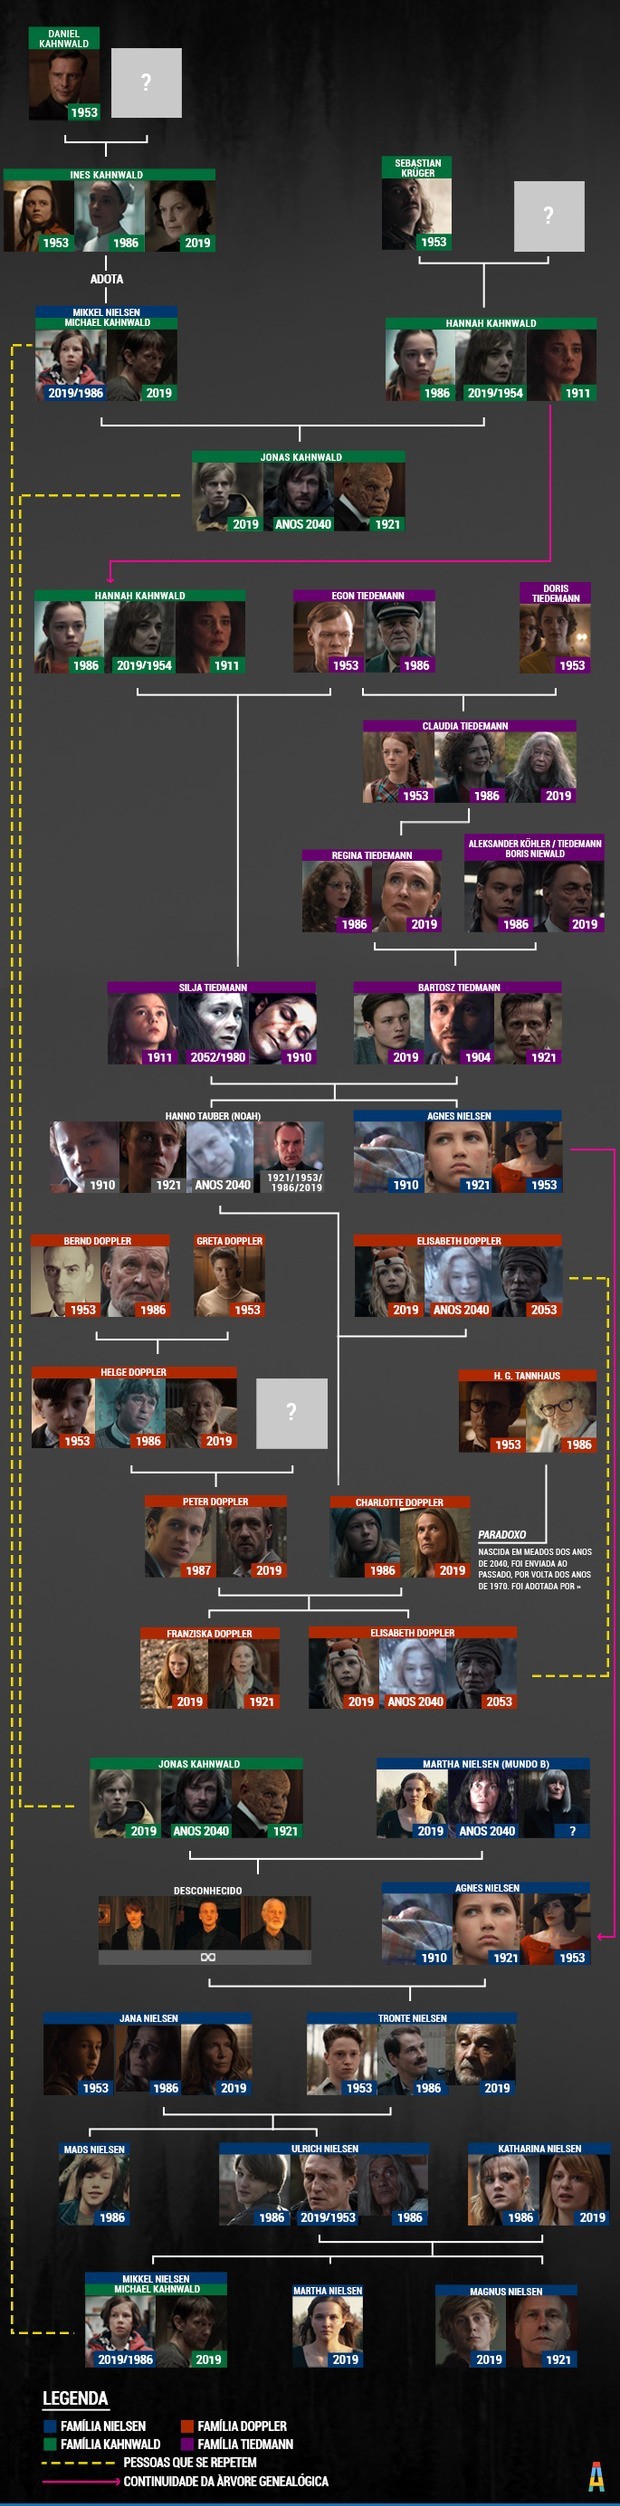 DANIEL
KAHNWALD
?
1953
INES KAHNWALD
1953 1986 2019
SEBASTIAN
KRÜGER
1953
?
ADOTA
MIKKEL NIELSEN
MICHAEL KAHNWALD
2019/1986 2019
HANNAH KAHNWALD
1986 2019/1954 1911
JONAS KAHNWALD
2019 ANOS 2040 1921
HANNAH KAHNWALD
1986 2019/1954 1911
EGON TIEDEMANN
1953 1986
DORIS
TIEDEMANN
1953
CLAUDIA TIEDEMANN
1953 1986 2019
REGINA TIEDEMANN
1986 2019
ALEKSANDER KÖHLER / TIEDEMANN
BORIS NIEWALD
1986 2019
SILJA TIEDMANN
1911 2052/1980 1910
BARTOSZ TIEDMANN
2019 1904 1921
HANNO TAUBER (NOAH)
1910 1921 ANOS 2040 1921/1953/
1986/2019
AGNES NIELSEN
1910 1921 1953
BERND DOPPLER
1953 1986
GRETA DOPPLER
1953
ELISABETH DOPPLER
2019 ANOS 2040 2053
HELGE DOPPLER
1953 1986 2019
?
H. G. TANNHAUS
1953 1986
PETER DOPPLER
1987 2019
CHARLOTTE DOPPLER
1986 2019
PARADOXO
NASCIDA EM MEADOS DOS ANOS
DE 2040, FOI ENVIADA AO
PASSADO, POR VOLTA DOS ANOS
DE 1970. FOI ADOTADA POR »
FRANZISKA DOPPLER
2019 1921
ELISABETH DOPPLER
2019 ANOS 2040 2053
JONAS KAHNWALD
2019 ANOS 2040 1921
MARTHA NIELSEN (MUNDO B)
2019 ANOS 2040 ?
DESCONHECIDO
∞
AGNES NIELSEN
1910 1921 1953
JANA NIELSEN
1953 1986 2019
TRONTE NIELSEN
1953 1986 2019
MADS NIELSEN
1986
ULRICH NIELSEN
1986 2019/1953 1986
KATHARINA NIELSEN
1986 2019
MIKKEL NIELSEN
MICHAEL KAHNWALD
2019/1986 2019
MARTHA NIELSEN
2019
MAGNUS NIELSEN
2019 1921
LEGENDA
FAMÍLIA NIELSEN
FAMÍLIA DOPPLER
FAMÍLIA KAHNWALD
FAMÍLIA TIEDMANN
PESSOAS QUE SE REPETEM
CONTINUIDADE DA ÀRVORE GENEALÓGICA